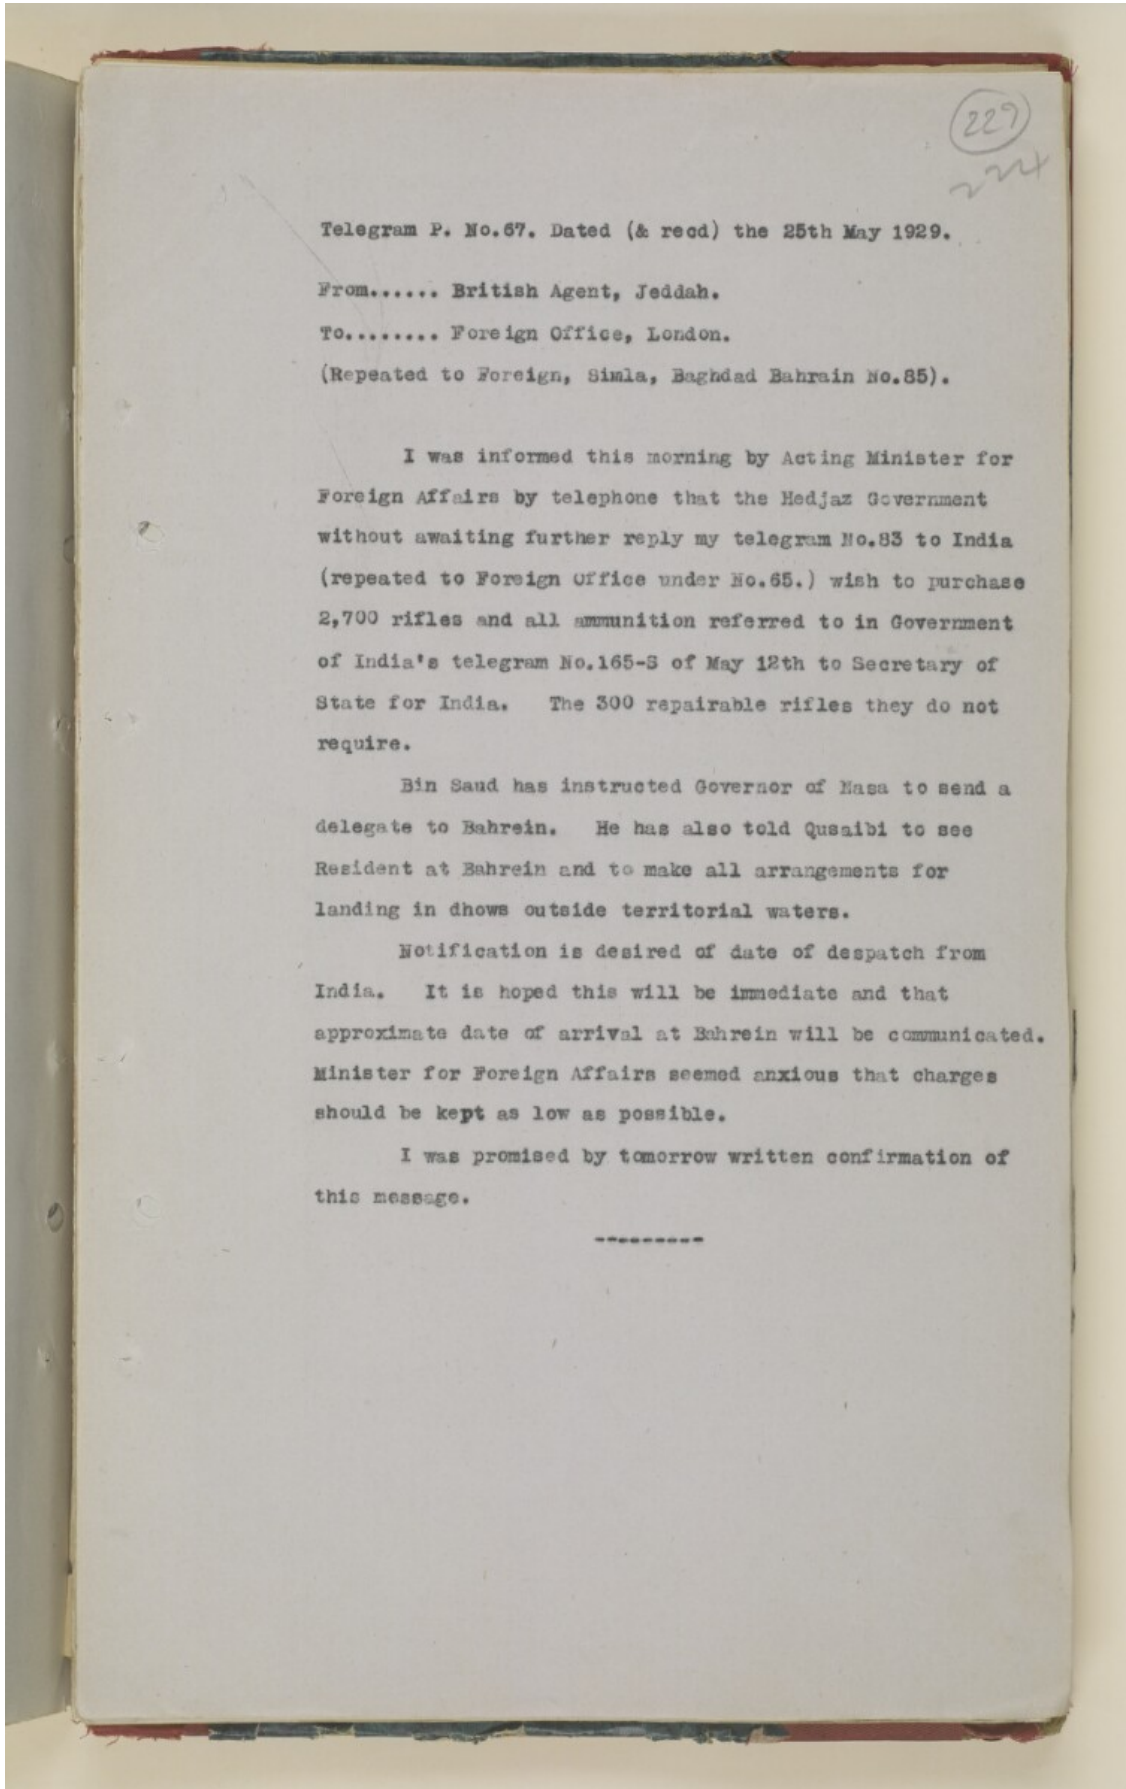 227
224
Telegram P. No.67. Dated (& recd) the 25th May 1929.
From...... British Agent, Jeddah.
To........ Foreign Office, London.
(Repeated to Foreign, Simla, Baghdad Bahrain No.85).
I was informed this morning by Acting Minister for
Foreign Affairs by telephone that the Hedjaz Government
without awaiting further reply my telegram No.83 to India
(repeated to Foreign Office under No.65.) wish to purchase
2,700 rifles and all ammunition referred to in Government
of India's telegram No.165-S of May 12th to Secretary of
State for India. The 300 repairable rifles they do not
require.
Bin Saud has instructed Governor of Hasa to send a
delegate to Bahrein. He has also told Qusaibi to see
Resident at Bahrein and to make all arrangements for
landing in dhows outside territorial waters.
Notification is desired of date of despatch from
India. It is hoped this will be immediate and that
approximate date of arrival at Bahrein will be communicated.
Minister for Foreign Affairs seemed anxious that charges
should be kept as low as possible.
I was promised by tomorrow written confirmation of
this message.
---------